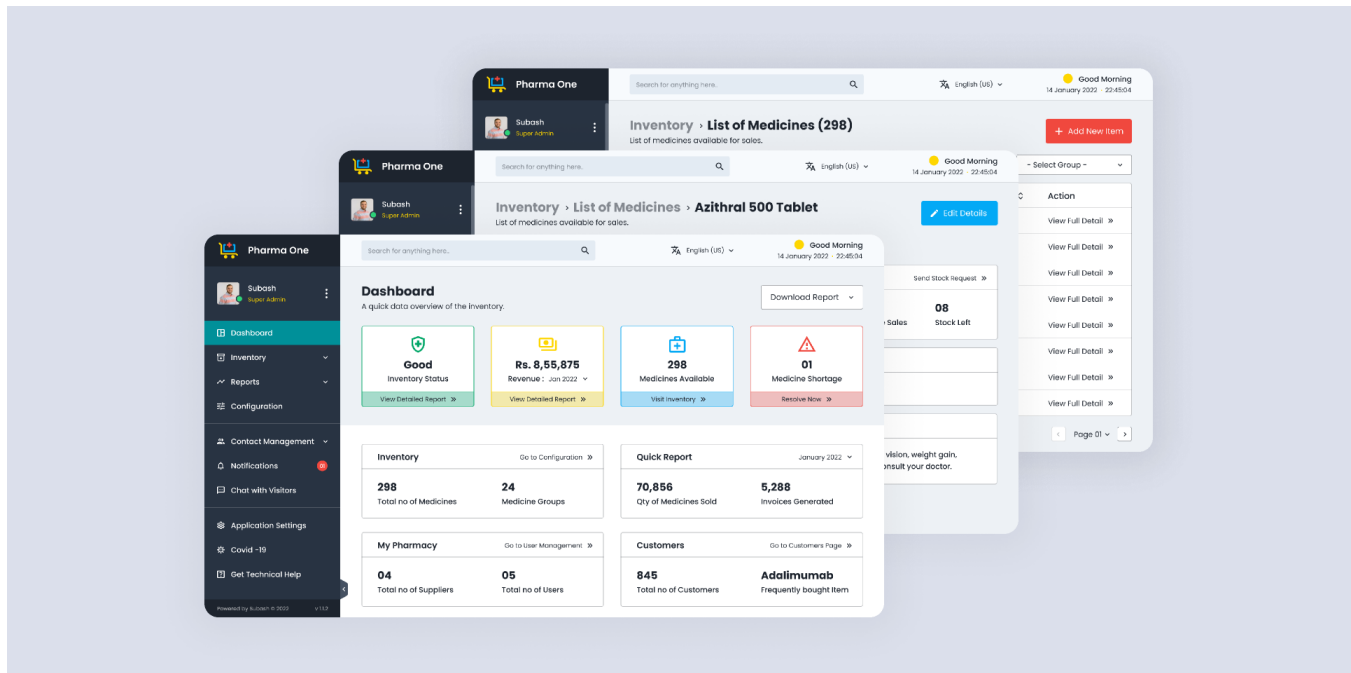 Pharma One
Search for anything here..
English (US)
Good Morning
14 January 2022 · 22:45:04
Subash
Super Admin
Inventory › List of Medicines (298)
List of medicines available for sales.
+ Add New Item
- Select Group -
Action
View Full Detail »
View Full Detail »
View Full Detail »
View Full Detail »
View Full Detail »
View Full Detail »
View Full Detail »
View Full Detail »
Page 01
Pharma One
Search for anything here.
English (US)
Good Morning
14 January 2022 · 22:45:04
Subash
Super Admin
Inventory › List of Medicines › Azithral 500 Tablet
List of medicines available for sales.
Edit Details
Send Stock Request »
08
Sales
Stock Left
vision, weight gain,
onsult your doctor.
Pharma One
Search for anything here..
English (US)
Good Morning
14 January 2022 · 22:45:04
Subash
Super Admin
Dashboard
Inventory
Reports
Configuration
Contact Management
Notifications
01
Chat with Visitors
Application Settings
Covid -19
Get Technical Help
Powered by Subash © 2022
v 1.1.2
Dashboard
A quick data overview of the inventory.
Download Report
Good
Inventory Status
View Detailed Report »
Rs. 8,55,875
Revenue : Jan 2022
View Detailed Report »
298
Medicines Available
Visit Inventory »
01
Medicine Shortage
Resolve Now »
Inventory
Go to Configuration »
298
Total no of Medicines
24
Medicine Groups
Quick Report
January 2022
70,856
Qty of Medicines Sold
5,288
Invoices Generated
My Pharmacy
Go to User Management »
04
Total no of Suppliers
05
Total no of Users
Customers
Go to Customers Page »
845
Total no of Customers
Adalimumab
Frequently bought Item